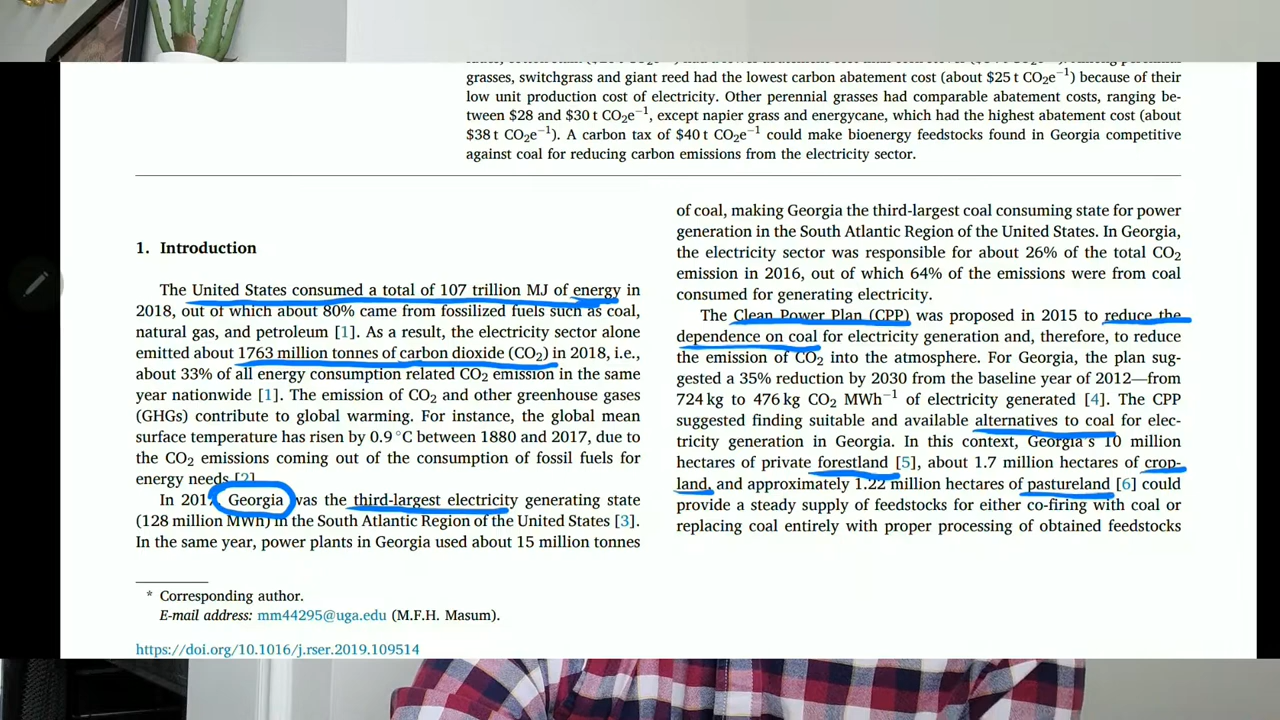 grasses, switchgrass and giant reed had the lowest carbon abatement cost (about $25 t CO₂e⁻¹) because of their
low unit production cost of electricity. Other perennial grasses had comparable abatement costs, ranging be-
tween $28 and $30 t CO₂e⁻¹, except napier grass and energycane, which had the highest abatement cost (about
$38 t CO₂e⁻¹). A carbon tax of $40 t CO₂e⁻¹ could make bioenergy feedstocks found in Georgia competitive
against coal for reducing carbon emissions from the electricity sector.
1. Introduction
The United States consumed a total of 107 trillion MJ of energy in
2018, out of which about 80% came from fossilized fuels such as coal,
natural gas, and petroleum [1]. As a result, the electricity sector alone
emitted about 1763 million tonnes of carbon dioxide (CO₂) in 2018, i.e.,
about 33% of all energy consumption related CO₂ emission in the same
year nationwide [1]. The emission of CO₂ and other greenhouse gases
(GHGs) contribute to global warming. For instance, the global mean
surface temperature has risen by 0.9 °C between 1880 and 2017, due to
the CO₂ emissions coming out of the consumption of fossil fuels for
energy needs [2]
In 2017 Georgia was the third-largest electricity generating state
(128 million MWh) in the South Atlantic Region of the United States [3].
In the same year, power plants in Georgia used about 15 million tonnes
of coal, making Georgia the third-largest coal consuming state for power
generation in the South Atlantic Region of the United States. In Georgia,
the electricity sector was responsible for about 26% of the total CO₂
emission in 2016, out of which 64% of the emissions were from coal
consumed for generating electricity.
The Clean Power Plan (CPP) was proposed in 2015 to reduce the
dependence on coal for electricity generation and, therefore, to reduce
the emission of CO₂ into the atmosphere. For Georgia, the plan sug-
gested a 35% reduction by 2030 from the baseline year of 2012—from
724 kg to 476 kg CO₂ MWh⁻¹ of electricity generated [4]. The CPP
suggested finding suitable and available alternatives to coal for elec-
tricity generation in Georgia. In this context, Georgia's 10 million
hectares of private forestland [5], about 1.7 million hectares of crop-
land, and approximately 1.22 million hectares of pastureland [6] could
provide a steady supply of feedstocks for either co-firing with coal or
replacing coal entirely with proper processing of obtained feedstocks
* Corresponding author.
E-mail address: mm44295@uga.edu (M.F.H. Masum).
https://doi.org/10.1016/j.rser.2019.109514